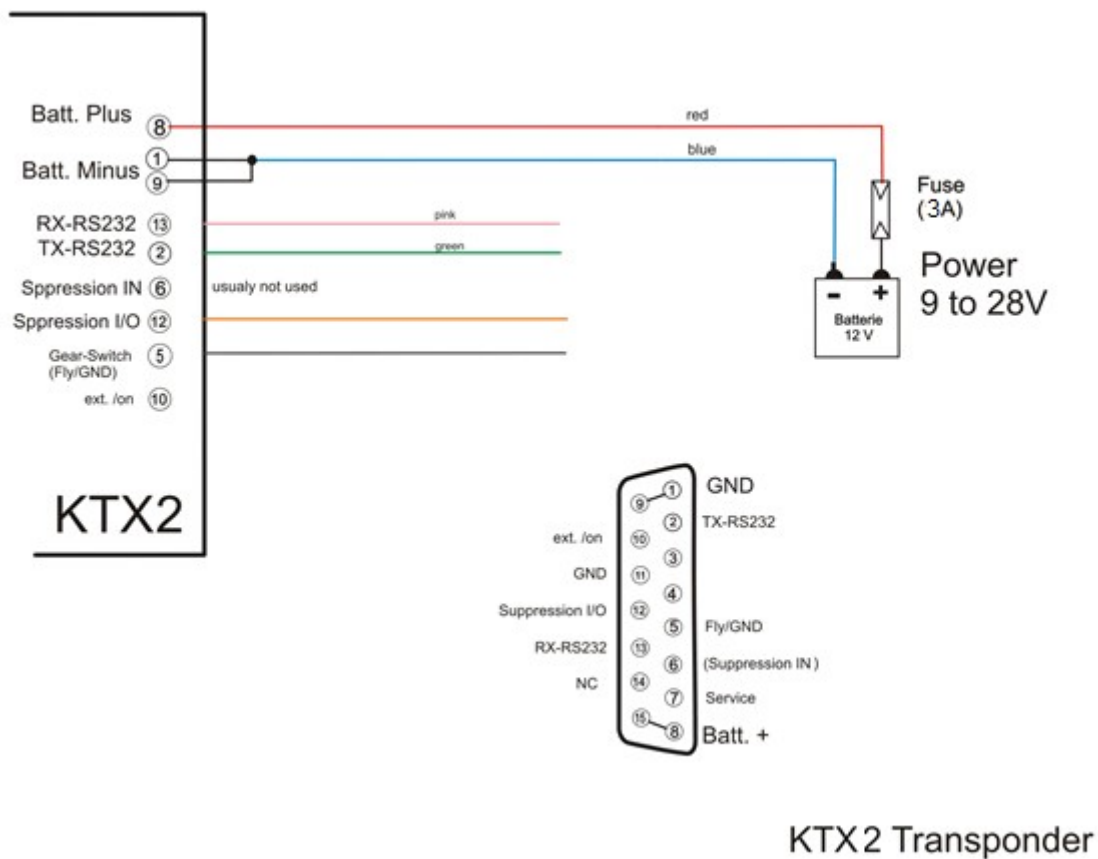 Batt. Plus 8
red
Batt. Minus 1
9
blue
Fuse
(3A)
RX-RS232 13
pink
TX-RS232 2
green
Power
9 to 28V
Sppression IN 6
usualy not used
- +
Batterie
12 V
Sppression I/O 12
Gear-Switch 5
(Fly/GND)
ext. /on 10
KTX2
1 GND
9
2 TX-RS232
ext. /on 10
3
GND 11
4
Suppression I/O 12
5 Fly/GND
RX-RS232 13
6 (Suppression IN )
NC 14
7 Service
15
8 Batt. +
KTX2 Transponder